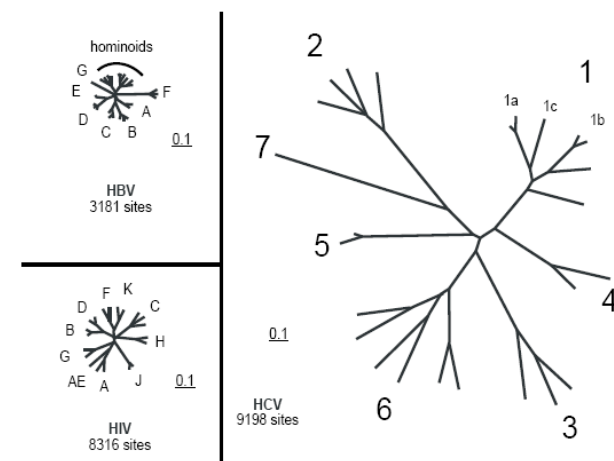 hominoids
G
E
F
D
A
C
B
0.1
HBV
3181 sites
F
K
D
C
B
H
G
AE
A
J
0.1
HIV
8316 sites
2
1
1a
1c
1b
7
5
4
0.1
6
3
HCV
9198 sites